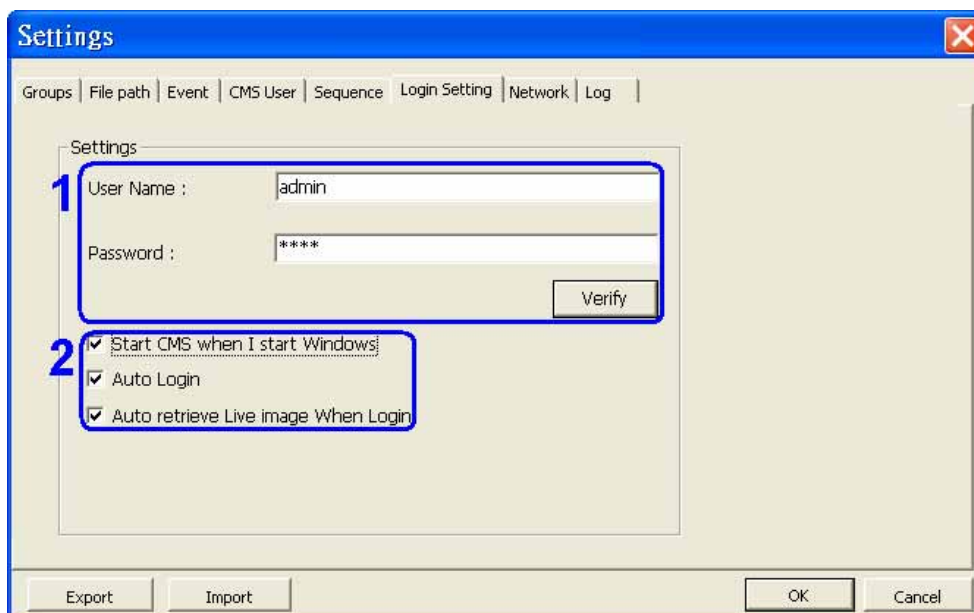 Settings
Groups File path Event CMS User Sequence Login Setting Network Log
Settings
1
User Name : admin
Password : ****
Verify
2
Start CMS when I start Windows
Auto Login
Auto retrieve Live image When Login
Export Import OK Cancel